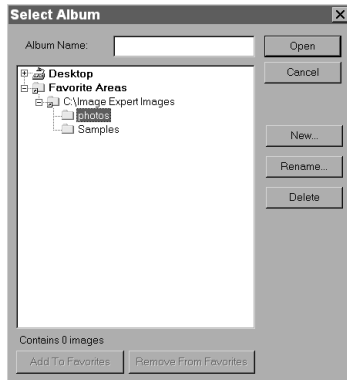 Select Album
Album Name:
Open
Cancel
Desktop
Favorite Areas
C:\Image Expert Images
photos
Samples
New...
Rename...
Delete
Contains 0 images
Add To Favorites
Remove From Favorites